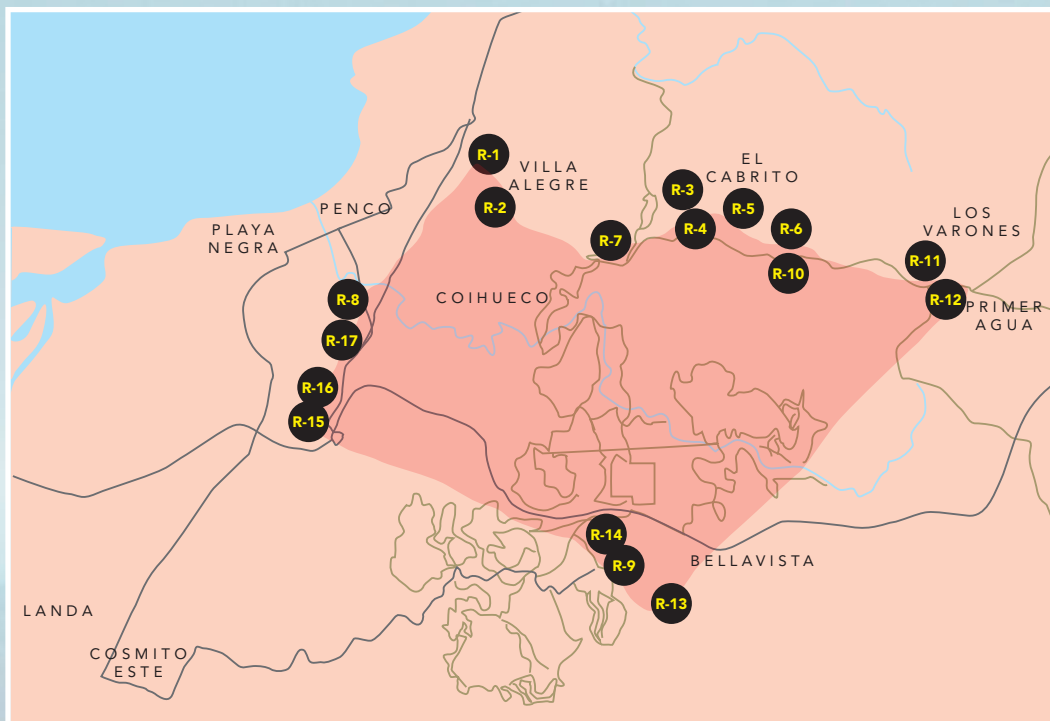 R-1
VILLA
ALEGRE
R-2
EL
CABRITO
R-3
R-5
R-4
R-6
R-7
PENCO
PLAYA
NEGRA
LOS
VARONES
R-11
R-10
R-12
PRIMER
AGUA
COIHUECO
R-8
R-17
R-16
R-15
R-14
R-9
BELLAVISTA
R-13
LANDA
COSMITO
ESTE